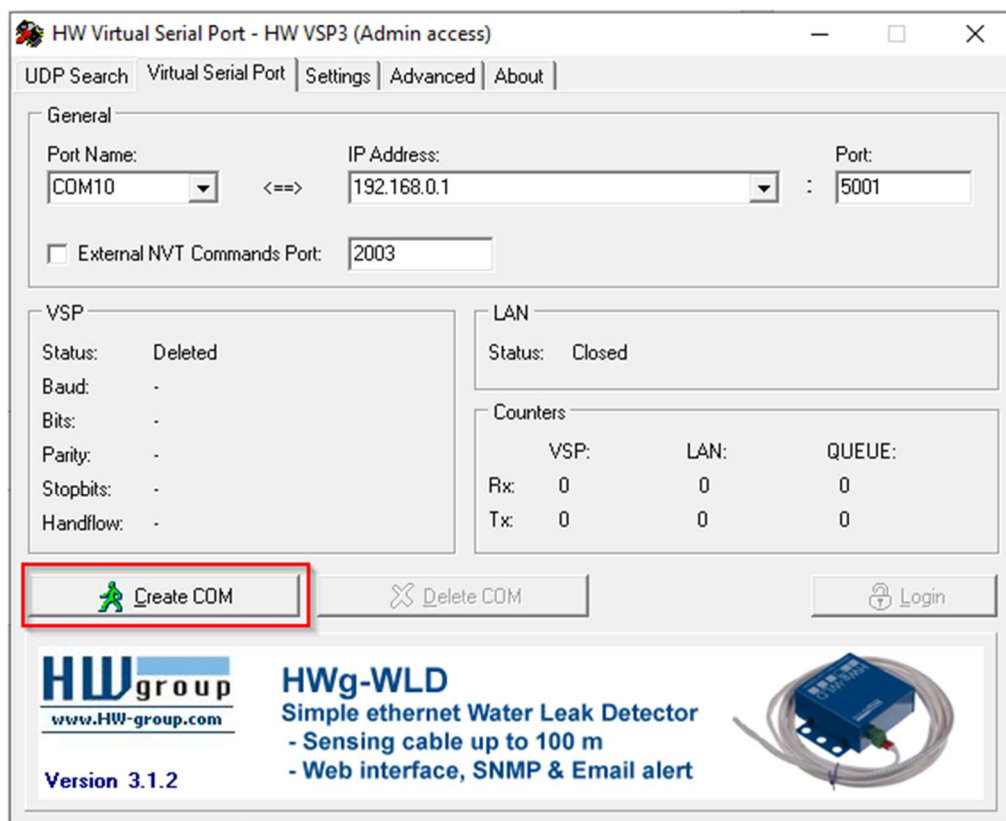 HW Virtual Serial Port - HW VSP3 (Admin access)
UDP Search Virtual Serial Port Settings Advanced About
General
Port Name: IP Address: Port:
COM10 <==> 192.168.0.1 : 5001
External NVT Commands Port: 2003
VSP
Status: Deleted
Baud: -
Bits: -
Parity: -
Stopbits: -
Handflow: -
LAN
Status: Closed
Counters
VSP: LAN: QUEUE:
Rx: 0 0 0
Tx: 0 0 0
Create COM Delete COM Login
HW group
www.HW-group.com
Version 3.1.2
HWg-WLD
Simple ethernet Water Leak Detector
- Sensing cable up to 100 m
- Web interface, SNMP & Email alert